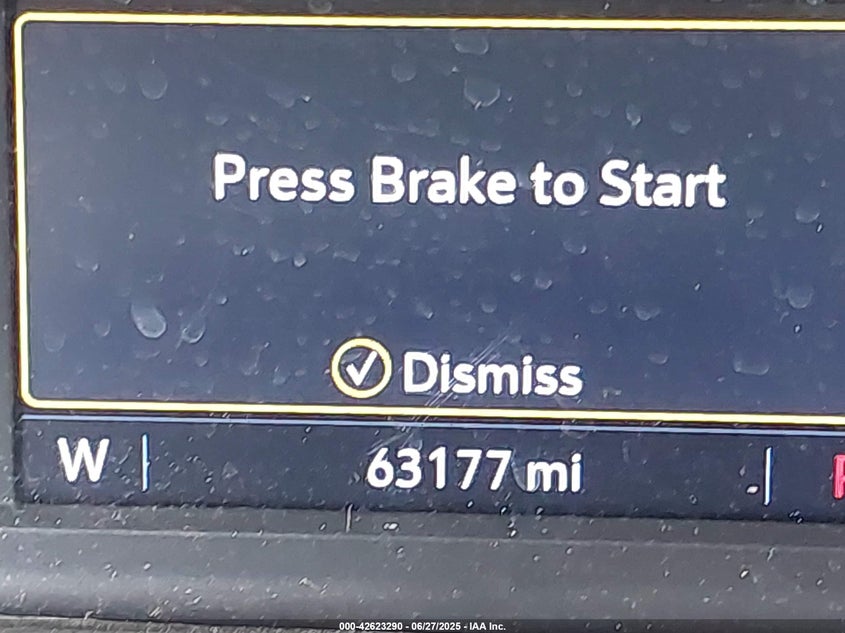 Press Brake to Start
Dismiss
W
63177 mi
000-42623290 - 06/27/2025 - IAA Inc.